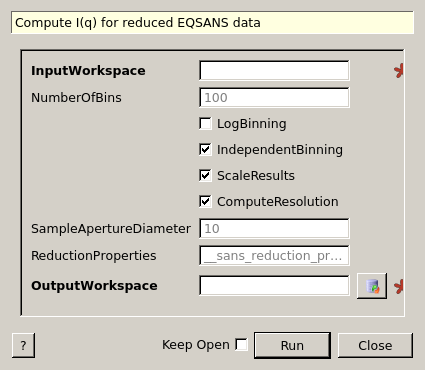 Compute I(q) for reduced EQSANS data
InputWorkspace
NumberOfBins 100
LogBinning
IndependentBinning
ScaleResults
ComputeResolution
SampleApertureDiameter 10
ReductionProperties __sans_reduction_pr...
OutputWorkspace
? Keep Open Run Close